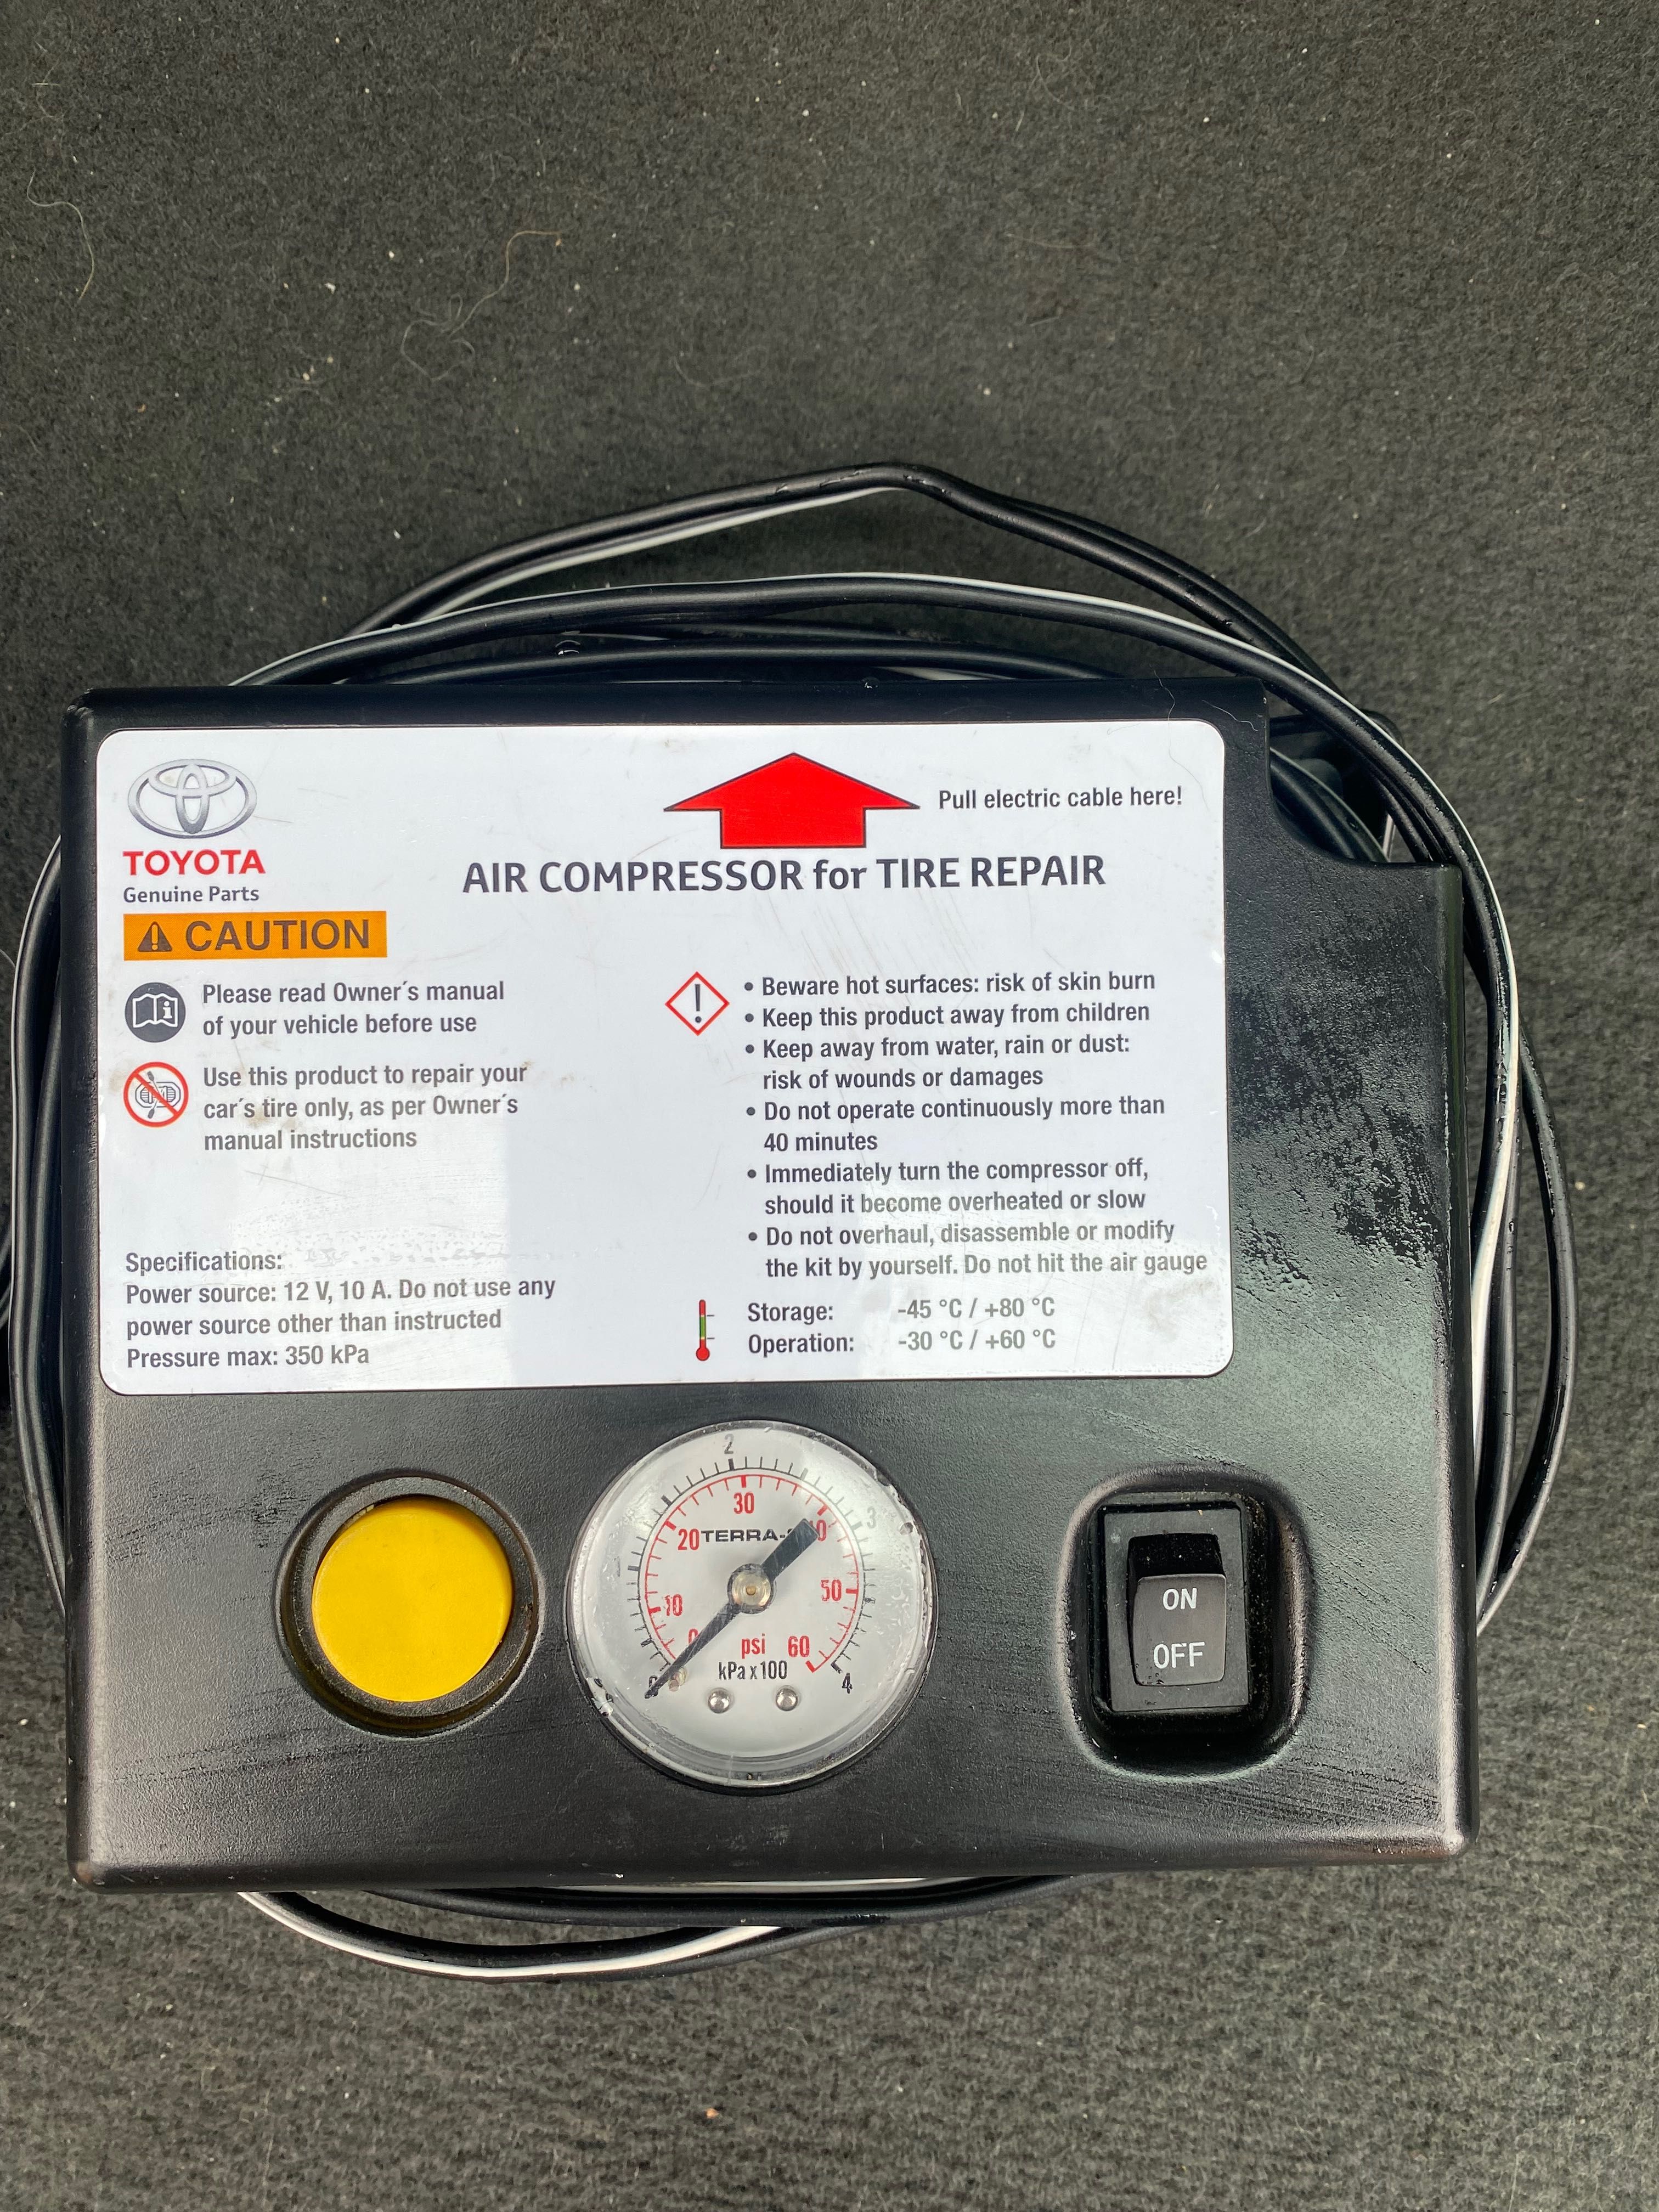 Pull electric cable here!
TOYOTA
Genuine Parts
AIR COMPRESSOR for TIRE REPAIR
CAUTION
Please read Owner´s manual
of your vehicle before use
Use this product to repair your
car´s tire only, as per Owner´s
manual instructions
Specifications:
Power source: 12 V, 10 A. Do not use any
power source other than instructed
Pressure max: 350 kPa
• Beware hot surfaces: risk of skin burn
• Keep this product away from children
• Keep away from water, rain or dust:
risk of wounds or damages
• Do not operate continuously more than
40 minutes
• Immediately turn the compressor off,
should it become overheated or slow
• Do not overhaul, disassemble or modify
the kit by yourself. Do not hit the air gauge
Storage: -45 °C / +80 °C
Operation: -30 °C / +60 °C
2
30
3
20 TERRA-
50
10
0 psi 60
0 kPa x 100 4
ON
OFF